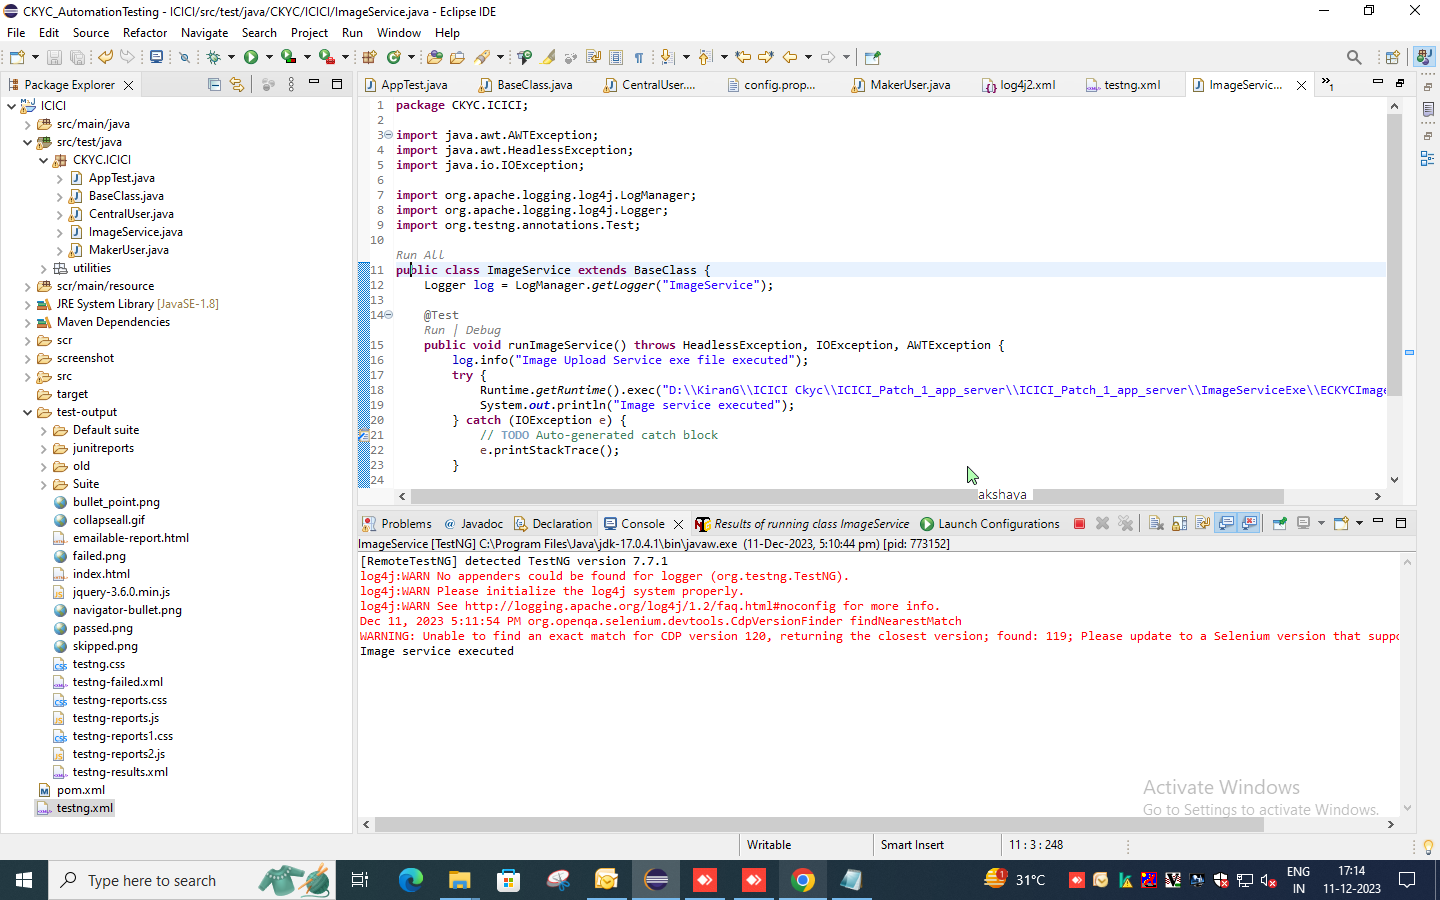 CKYC_AutomationTesting - ICICI/src/test/java/CKYC/ICICI/ImageService.java - Eclipse IDE
File Edit Source Refactor Navigate Search Project Run Window Help
Package Explorer
ICICI
src/main/java
src/test/java
CKYC.ICICI
AppTest.java
BaseClass.java
CentralUser.java
ImageService.java
MakerUser.java
utilities
scr/main/resource
JRE System Library [JavaSE-1.8]
Maven Dependencies
scr
screenshot
src
target
test-output
Default suite
junitreports
old
Suite
bullet_point.png
collapseall.gif
emailable-report.html
failed.png
index.html
jquery-3.6.0.min.js
navigator-bullet.png
passed.png
skipped.png
testng.css
testng-failed.xml
testng-reports.css
testng-reports.js
testng-reports1.css
testng-reports2.js
testng-results.xml
pom.xml
testng.xml
AppTest.java BaseClass.java CentralUser.... config.prop... MakerUser.java log4j2.xml testng.xml ImageServic... »1
1 package CKYC.ICICI;
2
3 import java.awt.AWTException;
4 import java.awt.HeadlessException;
5 import java.io.IOException;
6
7 import org.apache.logging.log4j.LogManager;
8 import org.apache.logging.log4j.Logger;
9 import org.testng.annotations.Test;
10
Run All
11 public class ImageService extends BaseClass {
12 Logger log = LogManager.getLogger("ImageService");
13
14 @Test
Run | Debug
15 public void runImageService() throws HeadlessException, IOException, AWTException {
16 log.info("Image Upload Service exe file executed");
17 try {
18 Runtime.getRuntime().exec("D:\\KiranG\\ICICI Ckyc\\ICICI_Patch_1_app_server\\ICICI_Patch_1_app_server\\ImageServiceExe\\ECKYCImage
19 System.out.println("Image service executed");
20 } catch (IOException e) {
21 // TODO Auto-generated catch block
22 e.printStackTrace();
23 }
24
akshaya
Problems @ Javadoc Declaration Console Results of running class ImageService Launch Configurations
ImageService [TestNG] C:\Program Files\Java\jdk-17.0.4.1\bin\javaw.exe (11-Dec-2023, 5:10:44 pm) [pid: 773152]
[RemoteTestNG] detected TestNG version 7.7.1
log4j:WARN No appenders could be found for logger (org.testng.TestNG).
log4j:WARN Please initialize the log4j system properly.
log4j:WARN See http://logging.apache.org/log4j/1.2/faq.html#noconfig for more info.
Dec 11, 2023 5:11:54 PM org.openqa.selenium.devtools.CdpVersionFinder findNearestMatch
WARNING: Unable to find an exact match for CDP version 120, returning the closest version; found: 119; Please update to a Selenium version that suppo
Image service executed
Activate Windows
Go to Settings to activate Windows.
Writable Smart Insert 11 : 3 : 248
Type here to search
1 31°C
ENG
IN
17:14
11-12-2023